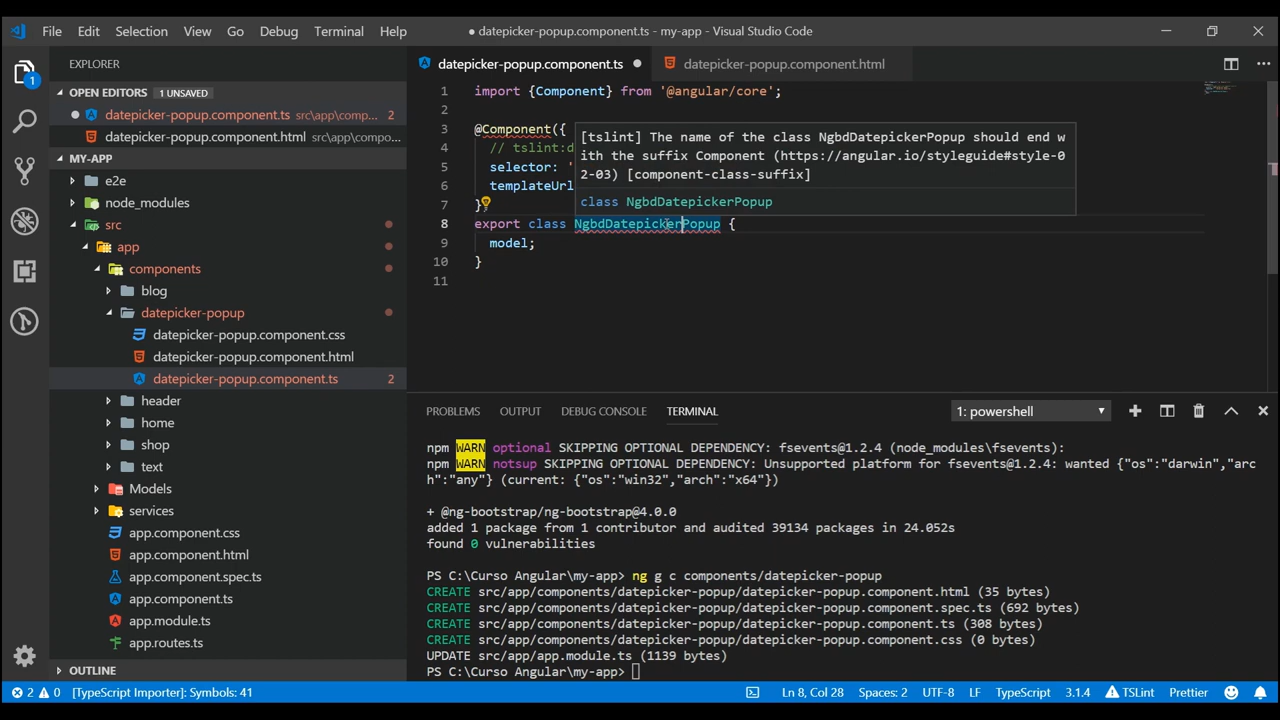 File Edit Selection View Go Debug Terminal Help
● datepicker-popup.component.ts - my-app - Visual Studio Code
EXPLORER
OPEN EDITORS 1 UNSAVED
datepicker-popup.component.ts src\app\comp... 2
datepicker-popup.component.html src\app\compo...
MY-APP
e2e
node_modules
src
app
components
blog
datepicker-popup
datepicker-popup.component.css
datepicker-popup.component.html
datepicker-popup.component.ts 2
header
home
shop
text
Models
services
app.component.css
app.component.html
app.component.spec.ts
app.component.ts
app.module.ts
app.routes.ts
OUTLINE
1
datepicker-popup.component.ts
datepicker-popup.component.html
1 import {Component} from '@angular/core';
2
3 @Component({
4 // tslint:d
5 selector: '
6 templateUrl
7 })
8 export class NgbdDatepickerPopup {
9 model;
10 }
11
[tslint] The name of the class NgbdDatepickerPopup should end w
ith the suffix Component (https://angular.io/styleguide#style-0
2-03) [component-class-suffix]
class NgbdDatepickerPopup
PROBLEMS OUTPUT DEBUG CONSOLE TERMINAL
1: powershell
npm WARN optional SKIPPING OPTIONAL DEPENDENCY: fsevents@1.2.4 (node_modules\fsevents):
npm WARN notsup SKIPPING OPTIONAL DEPENDENCY: Unsupported platform for fsevents@1.2.4: wanted {"os":"darwin","arc
h":"any"} (current: {"os":"win32","arch":"x64"})
+ @ng-bootstrap/ng-bootstrap@4.0.0
added 1 package from 1 contributor and audited 39134 packages in 24.052s
found 0 vulnerabilities
PS C:\Curso Angular\my-app> ng g c components/datepicker-popup
CREATE src/app/components/datepicker-popup/datepicker-popup.component.html (35 bytes)
CREATE src/app/components/datepicker-popup/datepicker-popup.component.spec.ts (692 bytes)
CREATE src/app/components/datepicker-popup/datepicker-popup.component.ts (308 bytes)
CREATE src/app/components/datepicker-popup/datepicker-popup.component.css (0 bytes)
UPDATE src/app/app.module.ts (1139 bytes)
PS C:\Curso Angular\my-app>
2 0 [TypeScript Importer]: Symbols: 41
Ln 8, Col 28 Spaces: 2 UTF-8 LF TypeScript 3.1.4 TSLint Prettier